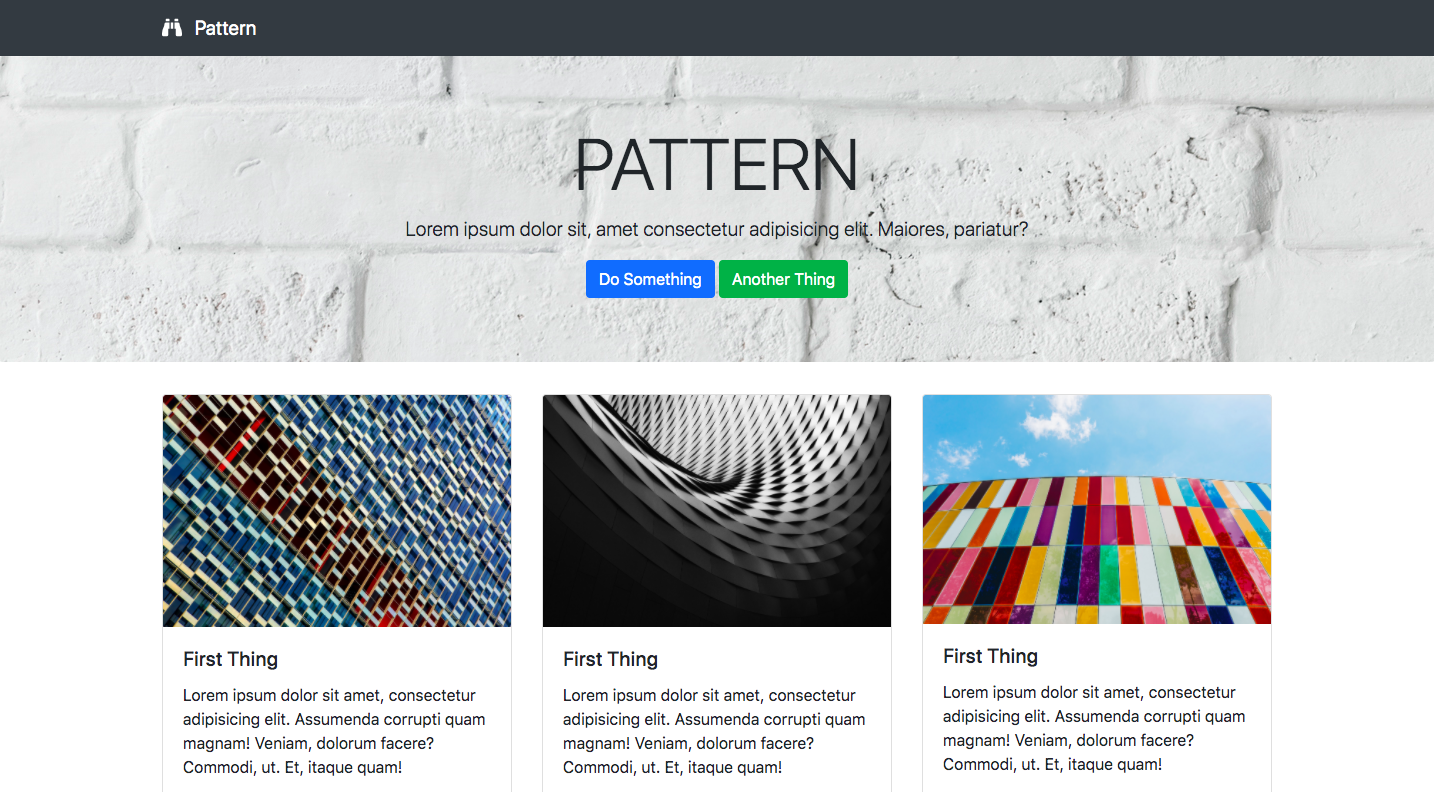 Pattern
PATTERN
Lorem ipsum dolor sit, amet consectetur adipisicing elit. Maiores, pariatur?
Do Something
Another Thing
First Thing
Lorem ipsum dolor sit amet, consectetur
adipisicing elit. Assumenda corrupti quam
magnam! Veniam, dolorum facere?
Commodi, ut. Et, itaque quam!
First Thing
Lorem ipsum dolor sit amet, consectetur
adipisicing elit. Assumenda corrupti quam
magnam! Veniam, dolorum facere?
Commodi, ut. Et, itaque quam!
First Thing
Lorem ipsum dolor sit amet, consectetur
adipisicing elit. Assumenda corrupti quam
magnam! Veniam, dolorum facere?
Commodi, ut. Et, itaque quam!